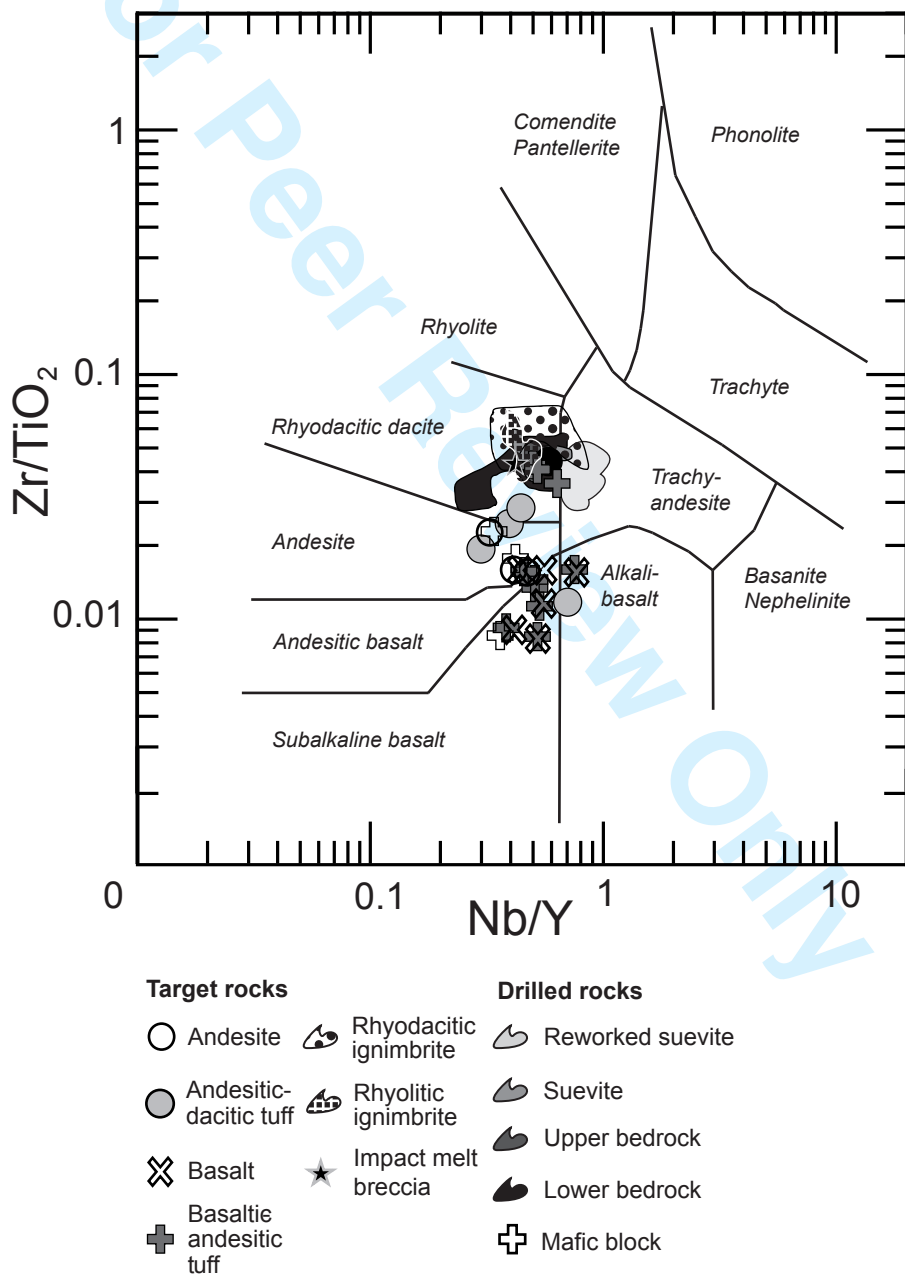 For Peer Review Only
Zr/TiO2
1
0.1
0.01
0
0.1
1
10
Nb/Y
Comendite
Pantellerite
Phonolite
Rhyolite
Trachyte
Rhyodacitic dacite
Trachy-
andesite
Andesite
Alkali-
basalt
Basanite
Nephelinite
Andesitic basalt
Subalkaline basalt
Target rocks
Andesite
Andesitic-
dacitic tuff
Basalt
Basaltic
andesitic
tuff
Rhyodacitic
ignimbrite
Rhyolitic
ignimbrite
Impact melt
breccia
Drilled rocks
Reworked suevite
Suevite
Upper bedrock
Lower bedrock
Mafic block